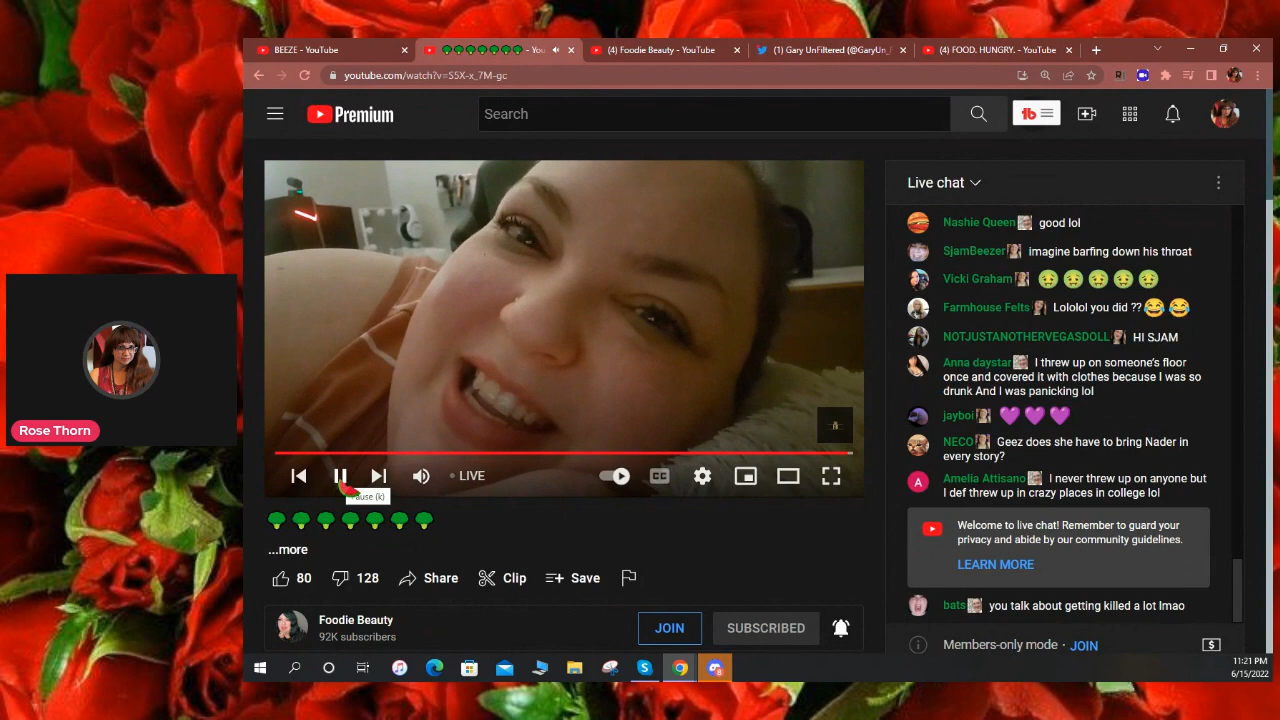 BEEZE - YouTube
🥦🥦🥦🥦🥦🥦🥦 - You
(4) Foodie Beauty - YouTube
(1) Gary UnFiltered (@GaryUn_F
(4) FOOD. HUNGRY. - YouTube
youtube.com/watch?v=S5X-x_7M-gc
Premium
Search
Live chat
Nashie Queen good lol
SjamBeezer imagine barfing down his throat
Vicki Graham 🤢🤢🤢🤢🤢
Farmhouse Felts Lololol you did ??😂😂
NOTJUSTANOTHERVEGASDOLL HI SJAM
Anna daystar I threw up on someone's floor
once and covered it with clothes because I was so
drunk And I was panicking lol
jayboi 💜💜💜
NECO Geez does she have to bring Nader in
every story?
A
Amelia Attisano I never threw up anyone but
I def threw up in crazy places in college lol
Welcome to live chat! Remember to guard your
privacy and abide by our community guidelines.
LEARN MORE
bats you talk about getting killed a lot lmao
Members-only mode · JOIN
Rose Thorn
LIVE
CC
Pause (k)
🥦🥦🥦🥦🥦🥦🥦
...more
80
128
Share
Clip
Save
Foodie Beauty
92K subscribers
JOIN
SUBSCRIBED
11:21 PM
6/15/2022